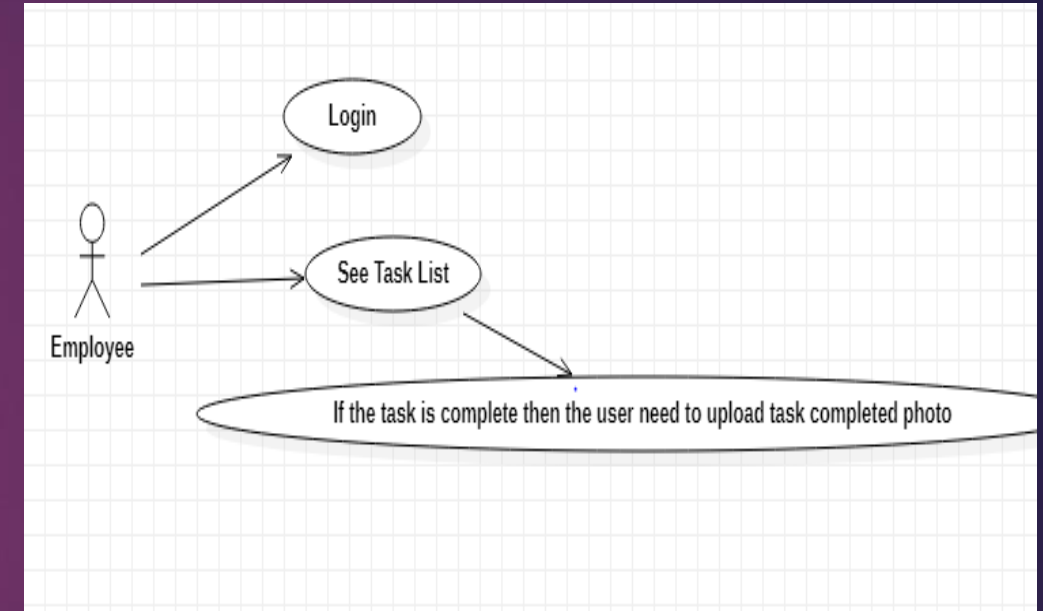 Login
See Task List
Employee
If the task is complete then the user need to upload task completed photo